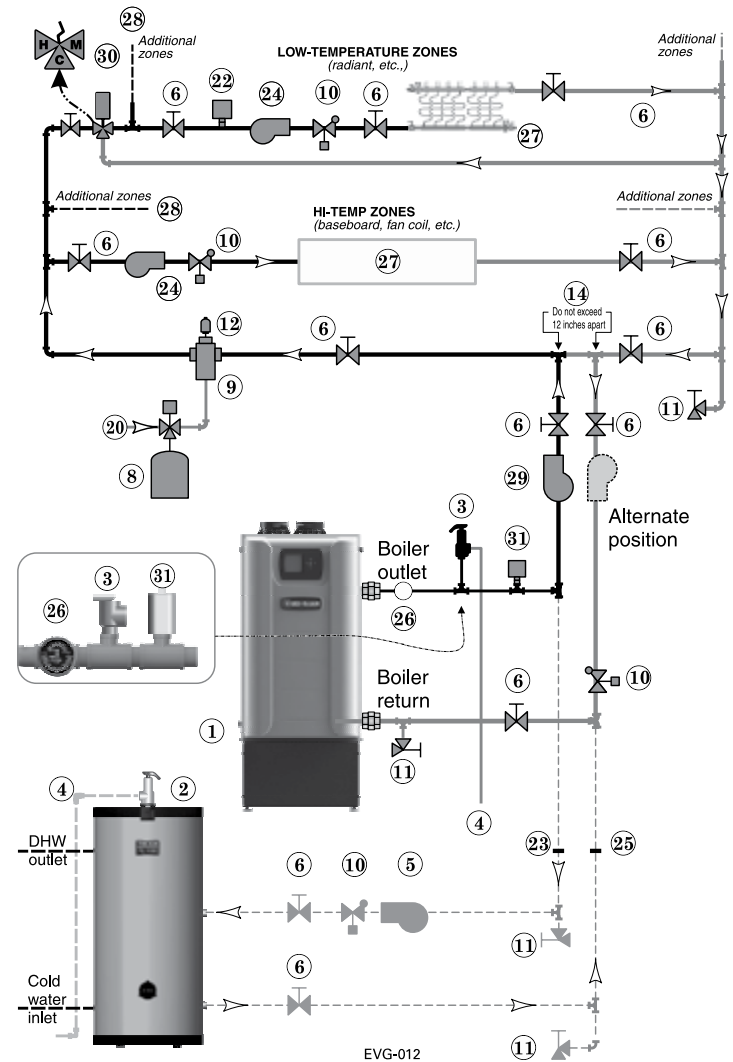 28
Additional
zones
Additional
zones
H M
C
30
LOW-TEMPERATURE ZONES
(radiant, etc.,)
6
22
24
10
6
6
27
Additional zones
28
Additional zones
HI-TEMP ZONES
(baseboard, fan coil, etc.)
6
24
10
27
6
14
Do not exceed
12 inches apart
12
6
6
9
20
8
11
6
6
29
Alternate
position
3
31
Boiler
outlet
26
3
31
26
Boiler
return
6
10
1
11
4
4
2
DHW
outlet
23
25
6
10
5
11
Cold
water
inlet
6
11
EVG-012